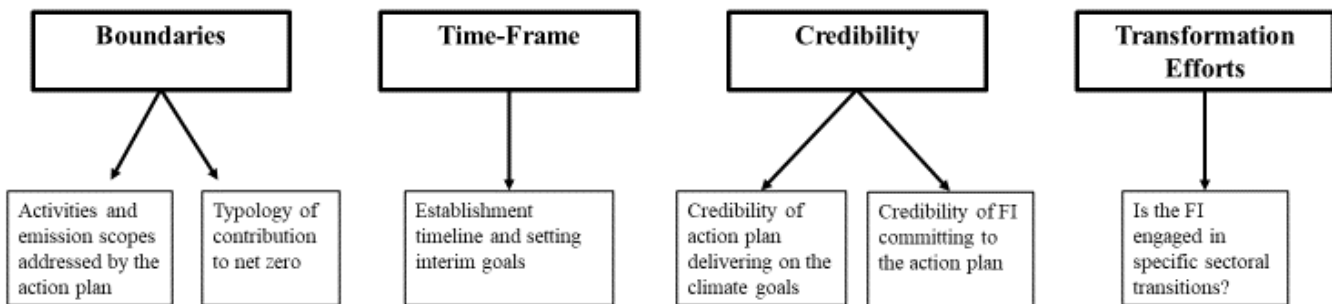 Boundaries
Time-Frame
Credibility
Transformation
Efforts
Activities and
emission scopes
addressed by the
action plan
Typology of
contribution
to net zero
Establishment
timeline and setting
interim goals
Credibility of
action plan
delivering on the
climate goals
Credibility of FI
committing to
the action plan
Is the FI
engaged in
specific sectoral
transitions?